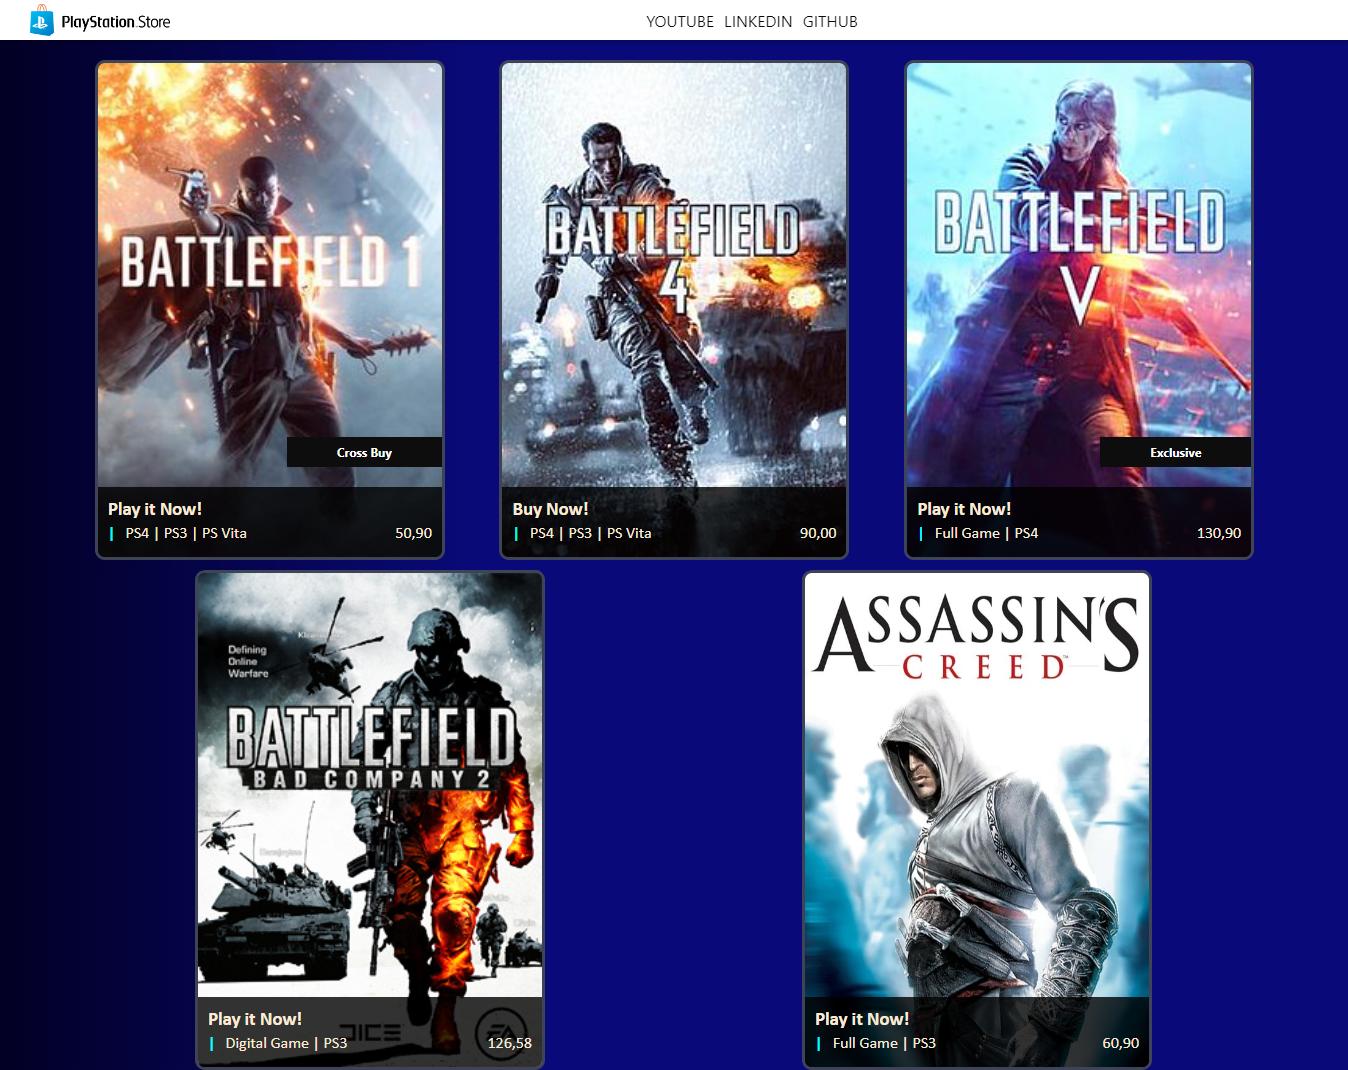 PlayStation.Store
YOUTUBE LINKEDIN GITHUB
BATTLEFIELD 1
Cross Buy
Play it Now!
| PS4 | PS3 | PS Vita 50,90
BATTLEFIELD
4
Buy Now!
| PS4 | PS3 | PS Vita 90,00
BATTLEFIELD
V
Exclusive
Play it Now!
| Full Game | PS4 130,90
Defining
Online
Warfare
BATTLEFIELD
BAD COMPANY 2
DICE
EA
Play it Now!
| Digital Game | PS3 126,58
ASSASSIN'S
CREED™
Play it Now!
| Full Game | PS3 60,90